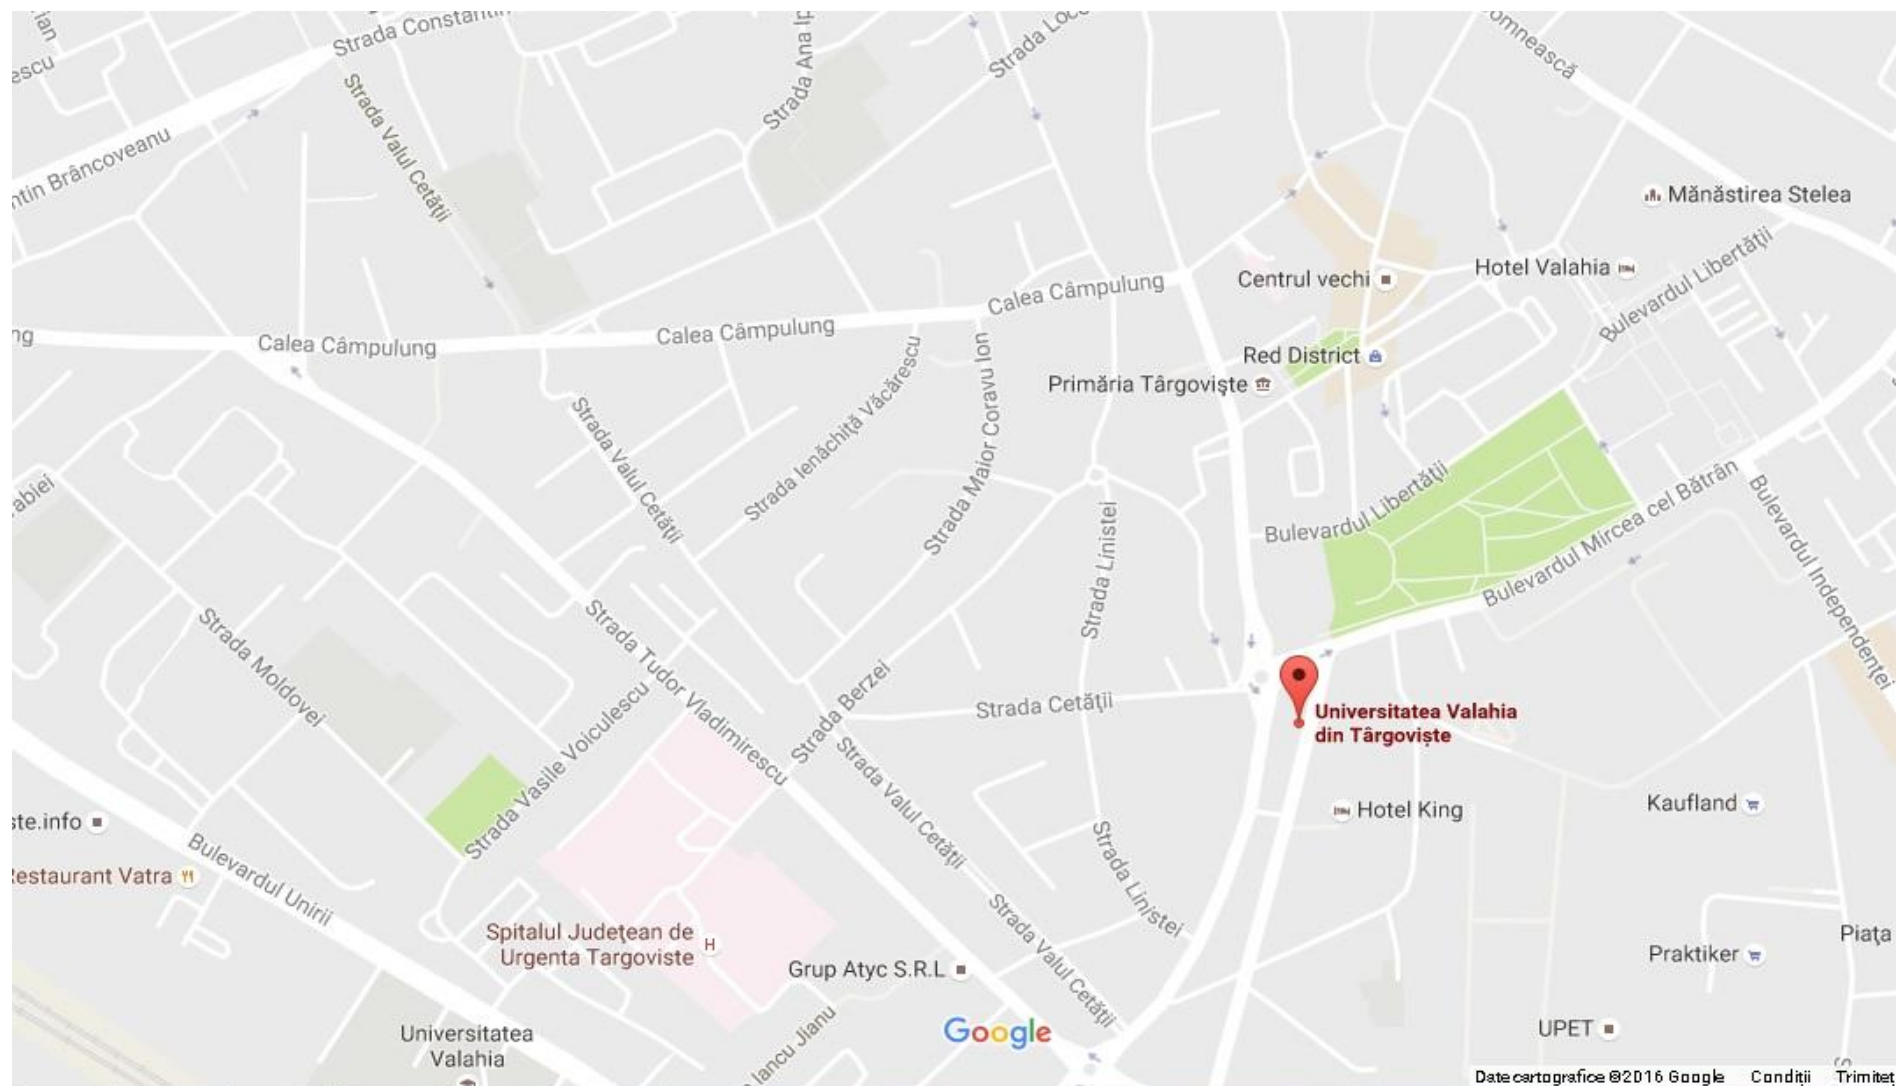 Strada Constantin
escu
Strada Ana Ip
omnească
Strada Valul Cetății
ntin Brâncoveanu
Mănăstirea Stelea
Centrul vechi
Hotel Valahia
Bulevardul Libertății
Calea Câmpulung
Calea Câmpulung
Calea Câmpulung
ng
Red District
Primăria Târgoviște
Strada Ienăchiță Văcărescu
Strada Maior Coravu Ion
Strada Valul Cetății
abiei
Bulevardul Libertății
Bulevardul Mircea cel Bătrân
Bulevardul Independenței
Strada Linistei
Strada Moldovei
Strada Tudor Vladimirescu
Strada Berzei
Strada Cetății
Universitatea Valahia
din Târgoviște
Strada Vasile Voiculescu
Strada Valul Cetății
Kaufland
Hotel King
ste.info
Bulevardul Unirii
Restaurant Vatra
Strada Linistei
Strada Valul Cetății
Spitalul Județean de
Urgenta Targoviste
Grup Atyc S.R.L
Piața
Praktiker
UPET
Universitatea
Valahia
Iancu Jianu
Google
Date cartografice ©2016 Google Condiții Trimiteț